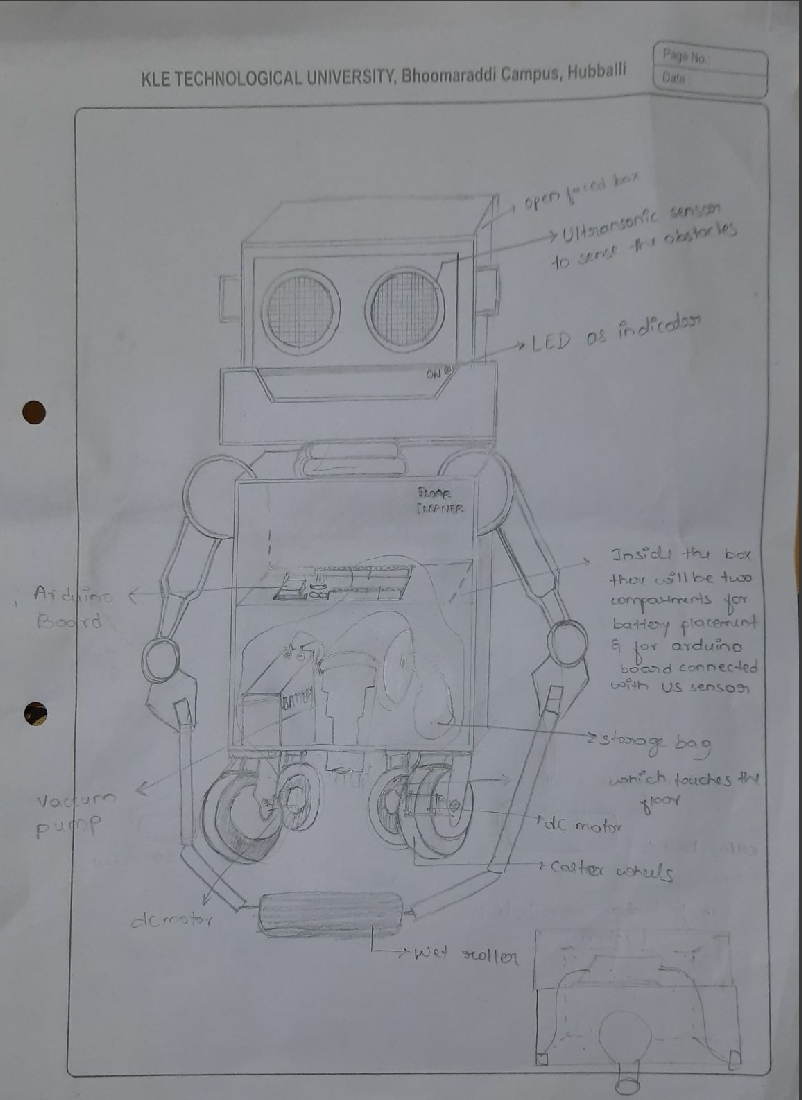 KLE TECHNOLOGICAL UNIVERSITY, Bhoomaraddi Campus, Hubballi
Page No.
Date
open faced box
Ultrasonic sensor
to sense the obstacles
LED as indicator
ON
FLOOR
CLEANER
Arduino
Board
Inside the box
ther will be two
compartments for
battery placement
& for arduino
board connected
with US sensor
BATTERY
storage bag
which touches the
floor
Vacuum
pump
dc motor
Caster wheels
dc motor
Wet roller